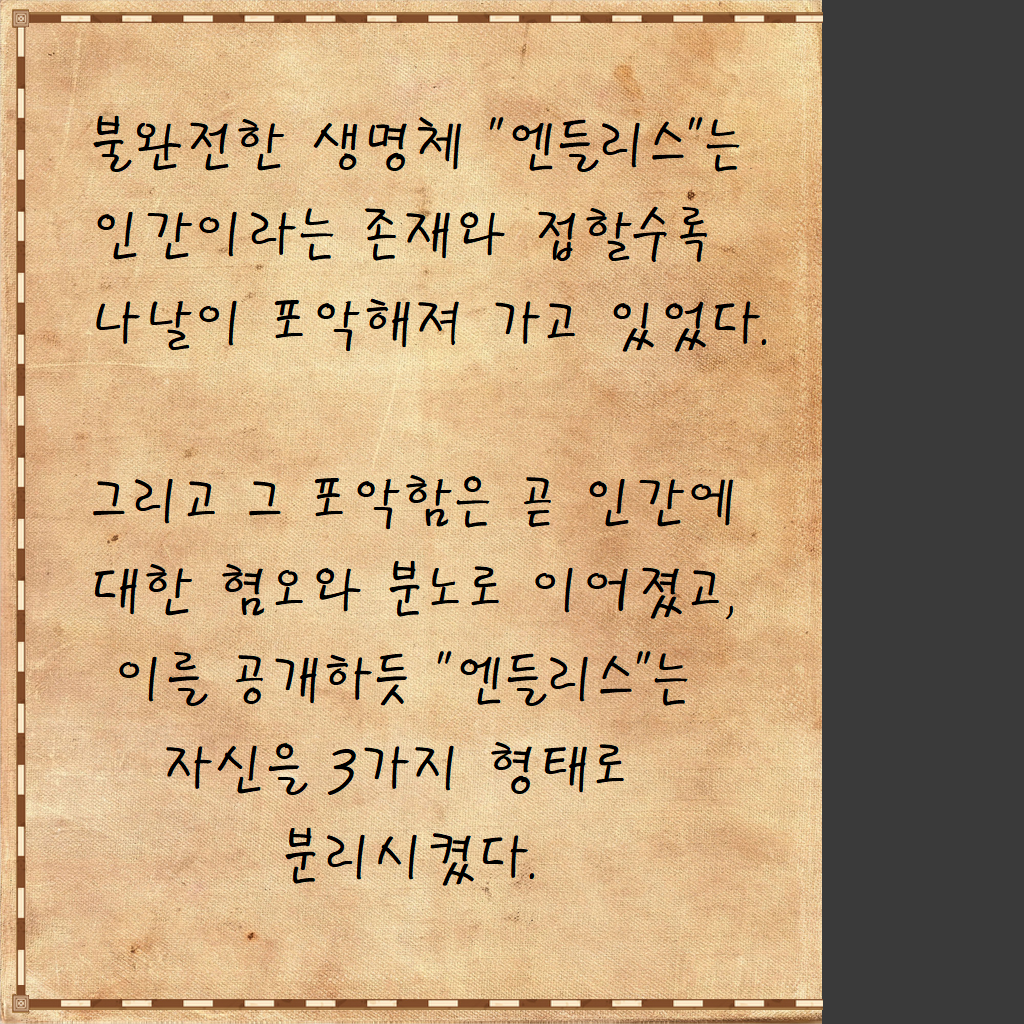 불완전한 생명체 "엔들리스"는
인간이라는 존재와 접할수록
나날이 포악해져 가고 있었다.
그리고 그 포악함은 곧 인간에
대한 혐오와 분노로 이어졌고,
이를 공개하듯 "엔들리스"는
자신을 3가지 형태로
분리시켰다.